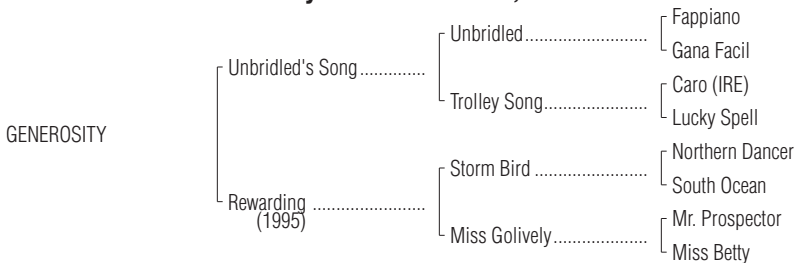 Fappiano
Unbridled....................
Gana Facil
Unbridled's Song..............
Caro (IRE)
Trolley Song.................
Lucky Spell
GENEROSITY
Northern Dancer
Storm Bird ..................
South Ocean
Rewarding .......................
(1995)
Mr. Prospector
Miss Golively................
Miss Betty